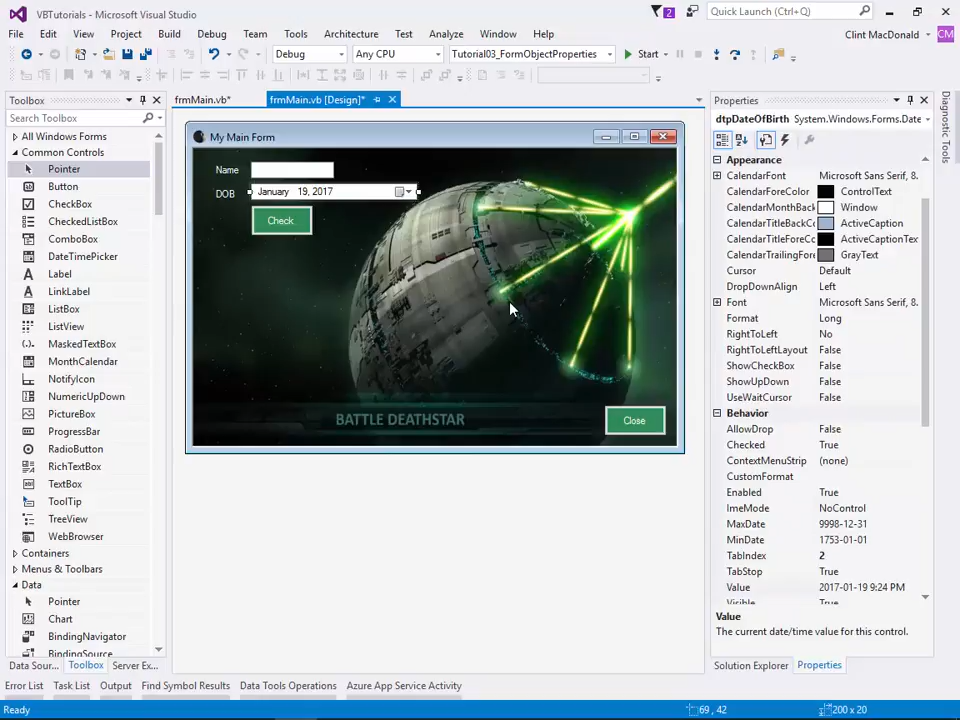 VBTutorials - Microsoft Visual Studio
2
Quick Launch (Ctrl+Q)
File Edit View Project Build Debug Team Tools Architecture Test Analyze Window Help
Clint MacDonald CM
Debug Any CPU Tutorial03_FormObjectProperties Start
Toolbox
frmMain.vb* frmMain.vb [Design]*
Properties
Search Toolbox
dtpDateOfBirth System.Windows.Forms.Date
Diagnostic Tools
All Windows Forms
Common Controls
Pointer
Button
CheckBox
CheckedListBox
ComboBox
DateTimePicker
Label
LinkLabel
ListBox
ListView
MaskedTextBox
MonthCalendar
NotifyIcon
NumericUpDown
PictureBox
ProgressBar
RadioButton
RichTextBox
TextBox
ToolTip
TreeView
WebBrowser
Containers
Menus & Toolbars
Data
Pointer
Chart
BindingNavigator
BindingSource
Data Sour... Toolbox Server Ex...
My Main Form
Name
DOB January 19, 2017
Check
BATTLE DEATHSTAR
Close
Appearance
CalendarFont Microsoft Sans Serif, 8.
CalendarForeColor ControlText
CalendarMonthBack Window
CalendarTitleBackCo ActiveCaption
CalendarTitleForeCo ActiveCaptionTex
CalendarTrailingFore GrayText
Cursor Default
DropDownAlign Left
Font Microsoft Sans Serif, 8.
Format Long
RightToLeft No
RightToLeftLayout False
ShowCheckBox False
ShowUpDown False
UseWaitCursor False
Behavior
AllowDrop False
Checked True
ContextMenuStrip (none)
CustomFormat
Enabled True
ImeMode NoControl
MaxDate 9998-12-31
MinDate 1753-01-01
TabIndex 2
TabStop True
Value 2017-01-19 9:24 PM
Visible True
Value
The current date/time value for this control.
Solution Explorer Properties
Error List Task List Output Find Symbol Results Data Tools Operations Azure App Service Activity
Ready
69 , 42
200 x 20